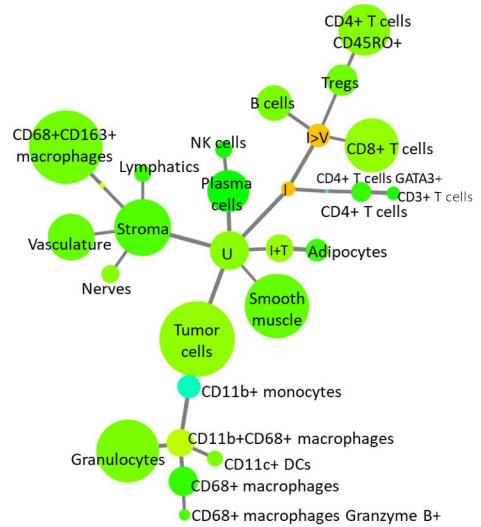 CD4+ T cells
CD45RO+
Tregs
B cells
I>V
CD8+ T cells
CD68+CD163+
macrophages
NK cells
Lymphatics
Plasma
cells
I
CD4+ T cells GATA3+
CD3+ T cells
CD4+ T cells
Stroma
Vasculature
U
I+T
Adipocytes
Nerves
Smooth
muscle
Tumor
cells
CD11b+ monocytes
CD11b+CD68+ macrophages
Granulocytes
CD11c+ DCs
CD68+ macrophages
CD68+ macrophages Granzyme B+